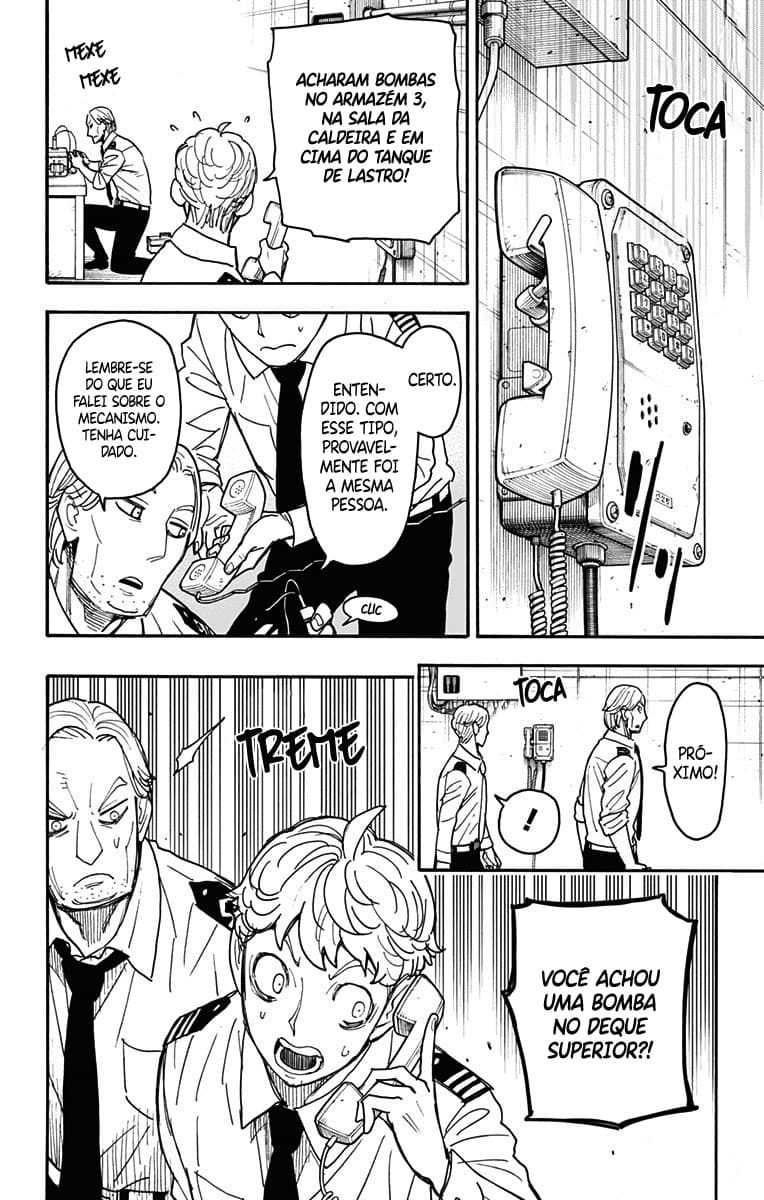 TOCA
ACHARAM BOMBAS
NO ARMAZÉM 3,
NA SALA DA
CALDEIRA E EM
CIMA DO TANQUE
DE LASTRO!
MEXE
MEXE
CERTO.
ENTEN-
DIDO. COM
ESSE TIPO,
PROVAVEL-
MENTE FOI
A MESMA
PESSOA.
LEMBRE-SE
DO QUE EU
FALEI SOBRE O
MECANISMO.
TENHA CUI-
DADO.
CLIC
PRÓ-
XIMO!
TOCA
!
VOCÊ ACHOU
UMA BOMBA
NO DEQUE
SUPERIOR?!
TREME